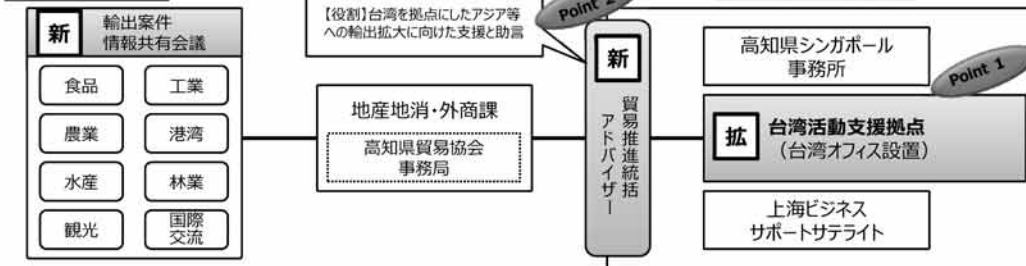 新
輸出案件
情報共有会議
食品
工業
農業
港湾
水産
林業
観光
国際
交流
【役割】台湾を拠点にしたアジア等
への輸出拡大に向けた支援と助言
Point 2
地産地消・外商課
高知県貿易協会
事務局
新
貿易推進統括
アドバイザー
高知県シンガポール
事務所
Point 1
拡
台湾活動支援拠点
（台湾オフィス設置）
上海ビジネス
サポートサテライト